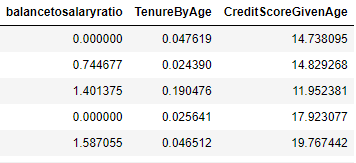 balancetosalaryratio TenureByAge CreditScoreGivenAge
0.000000 0.047619 14.738095
0.744677 0.024390 14.829268
1.401375 0.190476 11.952381
0.000000 0.025641 17.923077
1.587055 0.046512 19.767442